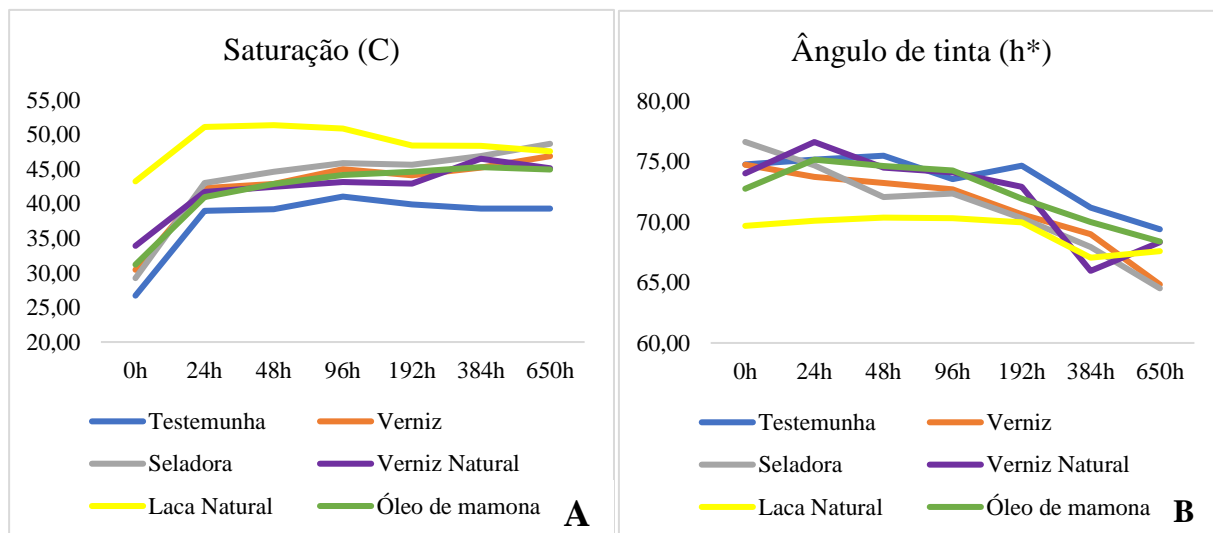 Saturação (C)
55,00
50,00
45,00
40,00
35,00
30,00
25,00
20,00
0h 24h 48h 96h 192h 384h 650h
Testemunha Verniz
Seladora Verniz Natural
Laca Natural Óleo de mamona
A
Ângulo de tinta (h*)
80,00
75,00
70,00
65,00
60,00
0h 24h 48h 96h 192h 384h 650h
Testemunha Verniz
Seladora Verniz Natural
Laca Natural Óleo de mamona
B